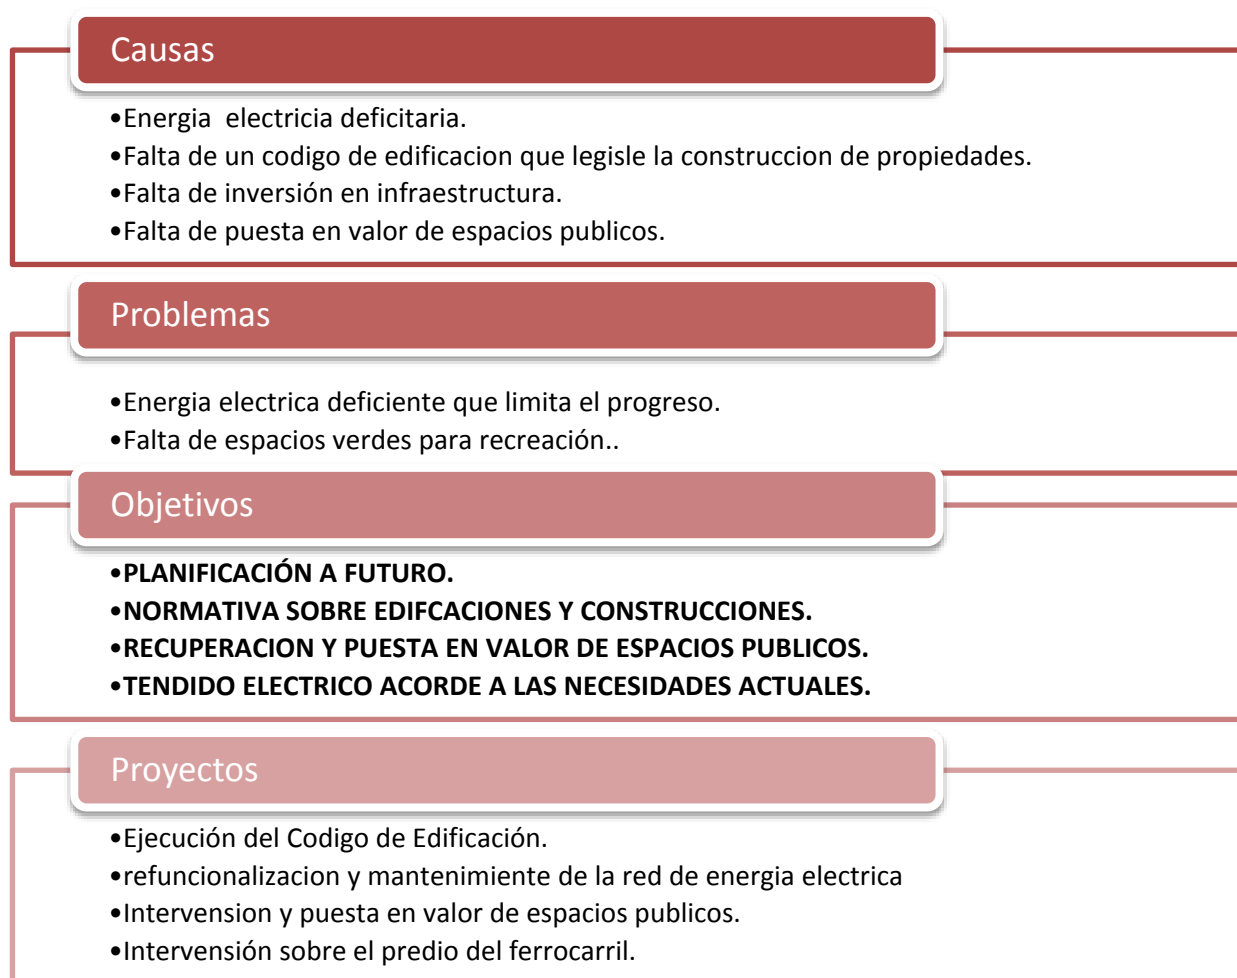 Causas
•Energia  electricia deficitaria.
•Falta de un codigo de edificacion que legisle la construccion de propiedades.
•Falta de inversión en infraestructura.
•Falta de puesta en valor de espacios publicos.
Problemas
•Energia electrica deficiente que limita el progreso.
•Falta de espacios verdes para recreación..
Objetivos
•PLANIFICACIÓN A FUTURO.
•NORMATIVA SOBRE EDIFCACIONES Y CONSTRUCCIONES.
•RECUPERACION Y PUESTA EN VALOR DE ESPACIOS PUBLICOS.
•TENDIDO ELECTRICO ACORDE A LAS NECESIDADES ACTUALES.
Proyectos
•Ejecución del Codigo de Edificación.
•refuncionalizacion y mantenimiente de la red de energia electrica
•Intervension y puesta en valor de espacios publicos.
•Intervensión sobre el predio del ferrocarril.